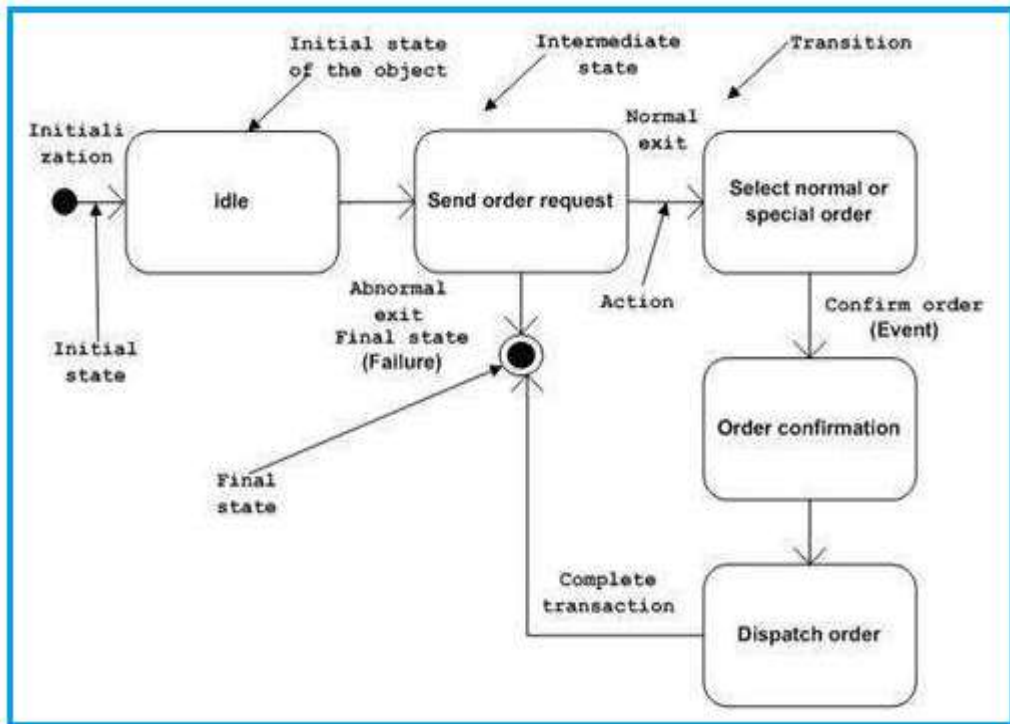 Initial state
of the object
Intermediate
state
Transition
Initiali
zation
Normal
exit
idle
Send order request
Select normal or
special order
Initial
state
Abnormal
exit
Final state
(Failure)
Action
Confirm order
(Event)
Order confirmation
Final
state
Complete
transaction
Dispatch order